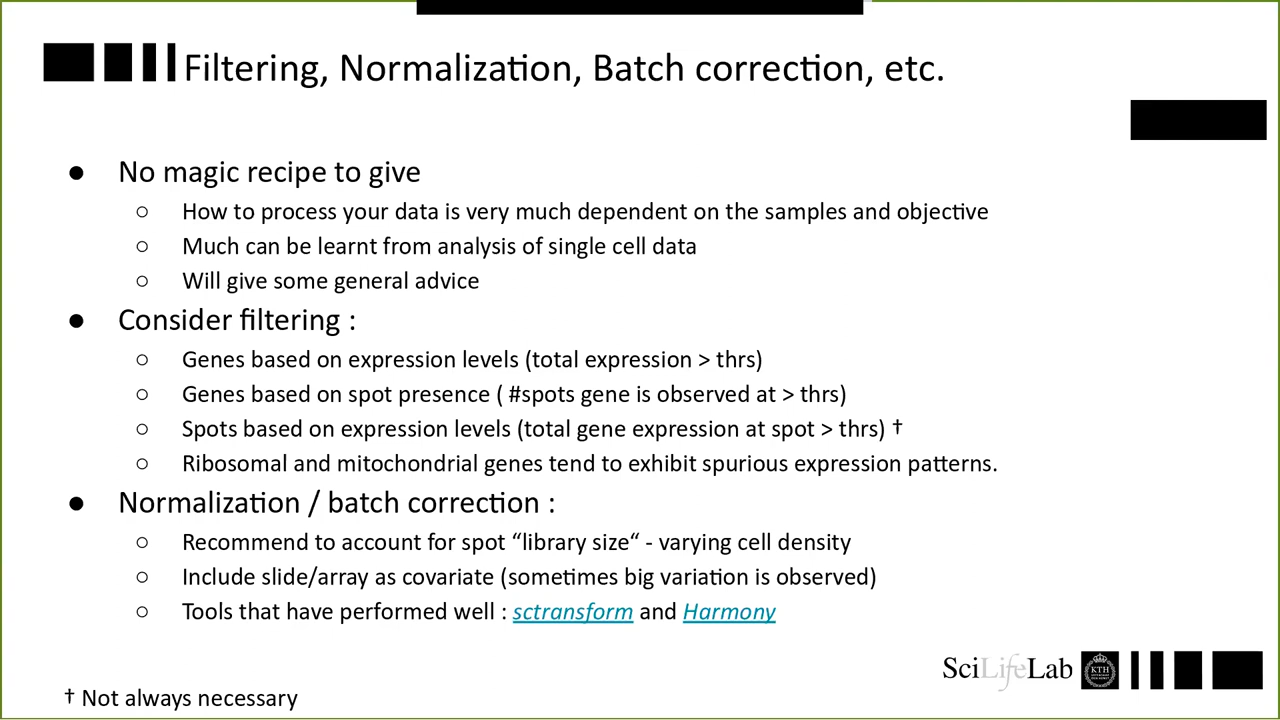 Filtering, Normalization, Batch correction, etc.
● No magic recipe to give
○ How to process your data is very much dependent on the samples and objective
○ Much can be learnt from analysis of single cell data
○ Will give some general advice
● Consider filtering :
○ Genes based on expression levels (total expression > thrs)
○ Genes based on spot presence ( #spots gene is observed at > thrs)
○ Spots based on expression levels (total gene expression at spot > thrs) †
○ Ribosomal and mitochondrial genes tend to exhibit spurious expression patterns.
● Normalization / batch correction :
○ Recommend to account for spot “library size“ - varying cell density
○ Include slide/array as covariate (sometimes big variation is observed)
○ Tools that have performed well : sctransform and Harmony
SciLifeLab KTH
† Not always necessary